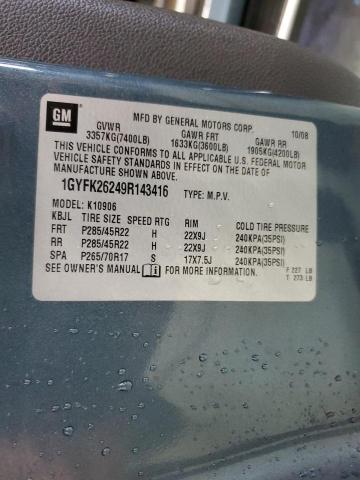 GM
MFD BY GENERAL MOTORS CORP. 10/08
GVWR GAWR FRT GAWR RR
3357KG(7400LB) 1633KG(3600LB) 1905KG(4200LB)
THIS VEHICLE CONFORMS TO ALL APPLICABLE U.S. FEDERAL MOTOR
VEHICLE SAFETY STANDARDS IN EFFECT ON THE DATE OF
MANUFACTURE SHOWN ABOVE.
1GYFK26249R143416 TYPE: M.P.V.
MODEL: K10906
KBJL TIRE SIZE SPEED RTG RIM COLD TIRE PRESSURE
FRT P285/45R22 H 22X9J 240KPA(35PSI)
RR P285/45R22 H 22X9J 240KPA(35PSI)
SPA P265/70R17 S 17X7.5J 240KPA(35PSI)
SEE OWNER'S MANUAL FOR MORE INFORMATION. F 227 LB
T 273 LB